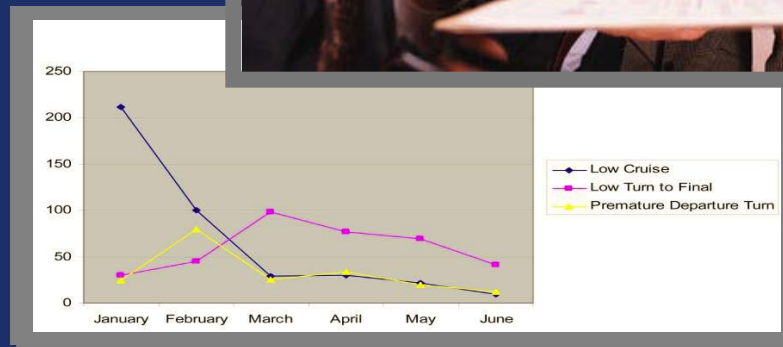 250
200
150
100
50
0
January February March April May June
Low Cruise
Low Turn to Final
Premature Departure Turn